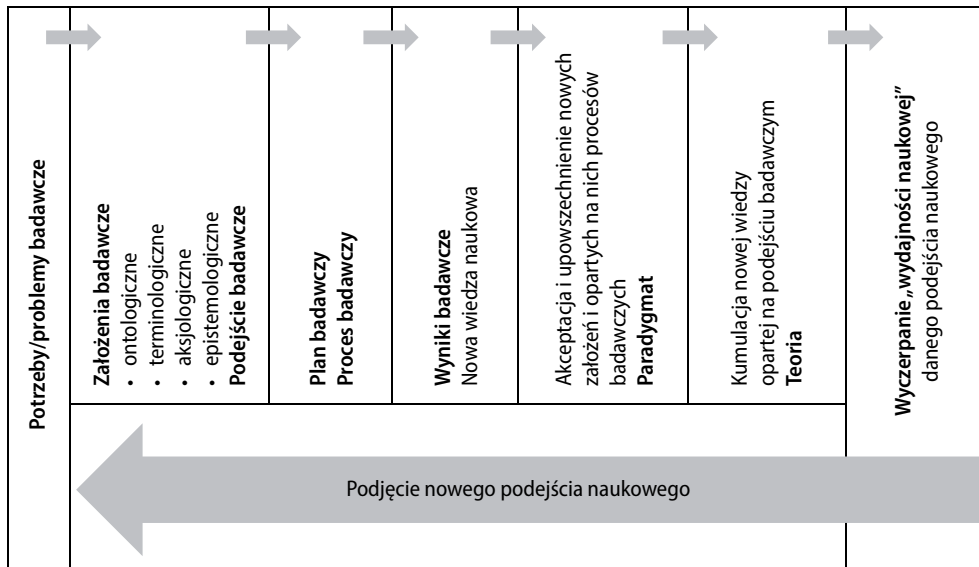 Potrzeby/problemy badawcze
Założenia badawcze
• ontologiczne
• terminologiczne
• aksjologiczne
• epistemologiczne
Podejście badawcze
Plan badawczy
Proces badawczy
Wyniki badawcze
Nowa wiedza naukowa
Akceptacja i upowszechnienie nowych
założeń i opartych na nich procesów
badawczych
Paradygmat
Kumulacja nowej wiedzy
opartej na podejściu badawczym
Teoria
Wyczerpanie „wydajności naukowej”
danego podejścia naukowego
Podjęcie nowego podejścia naukowego